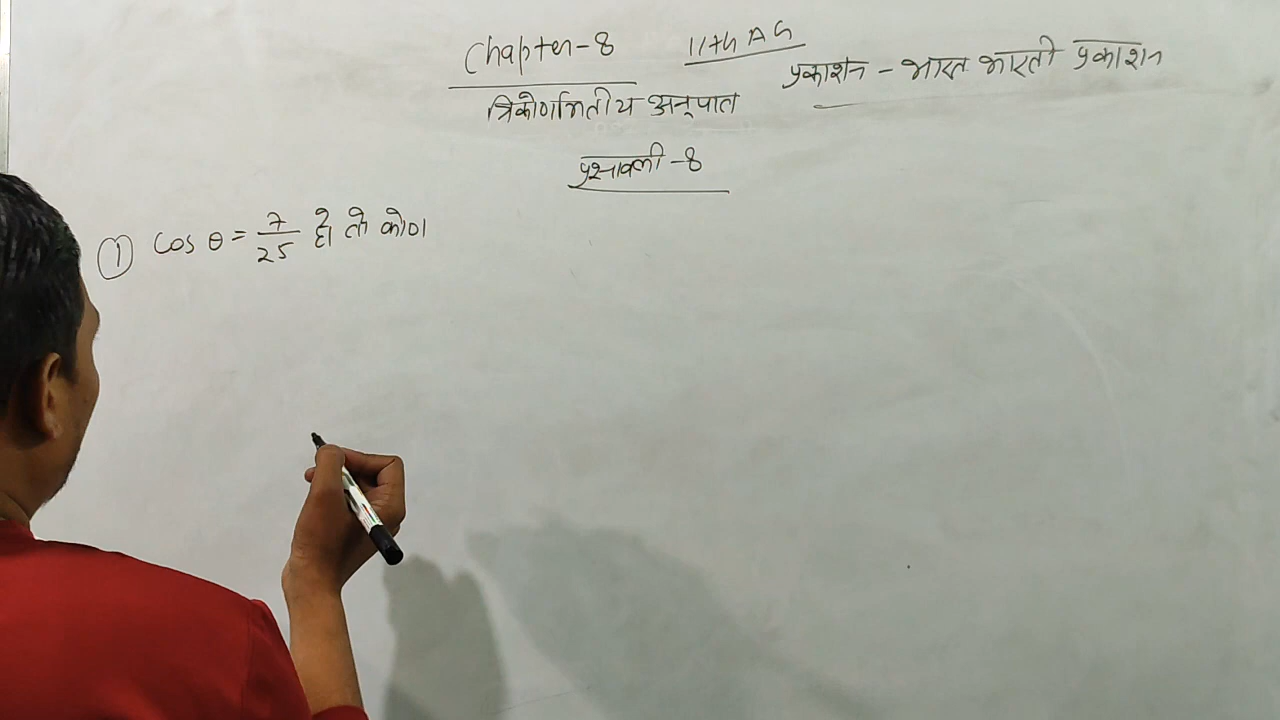 Chapter-8
11th AG
प्रकाशन - भारत भारती प्रकाशन
त्रिकोणमितीय अनुपात
प्रश्नावली - 8
① cos θ = 7/25 हो तो कोण